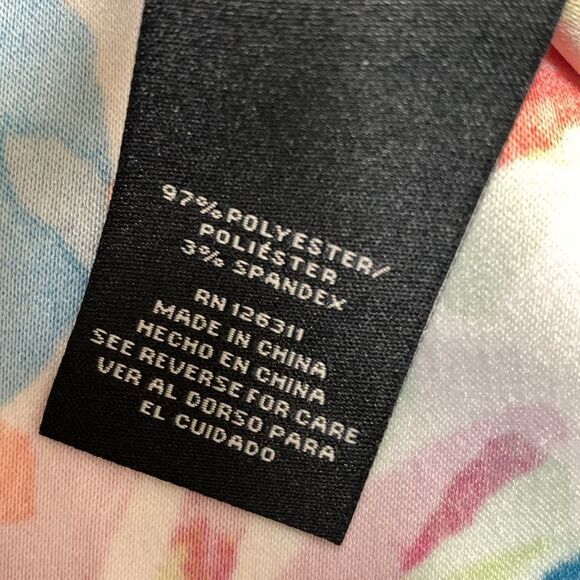 97% POLYESTER/
POLIÉSTER
3% SPANDEX
RN 126311
MADE IN CHINA
HECHO EN CHINA
SEE REVERSE FOR CARE
VER AL DORSO PARA
EL CUIDADO